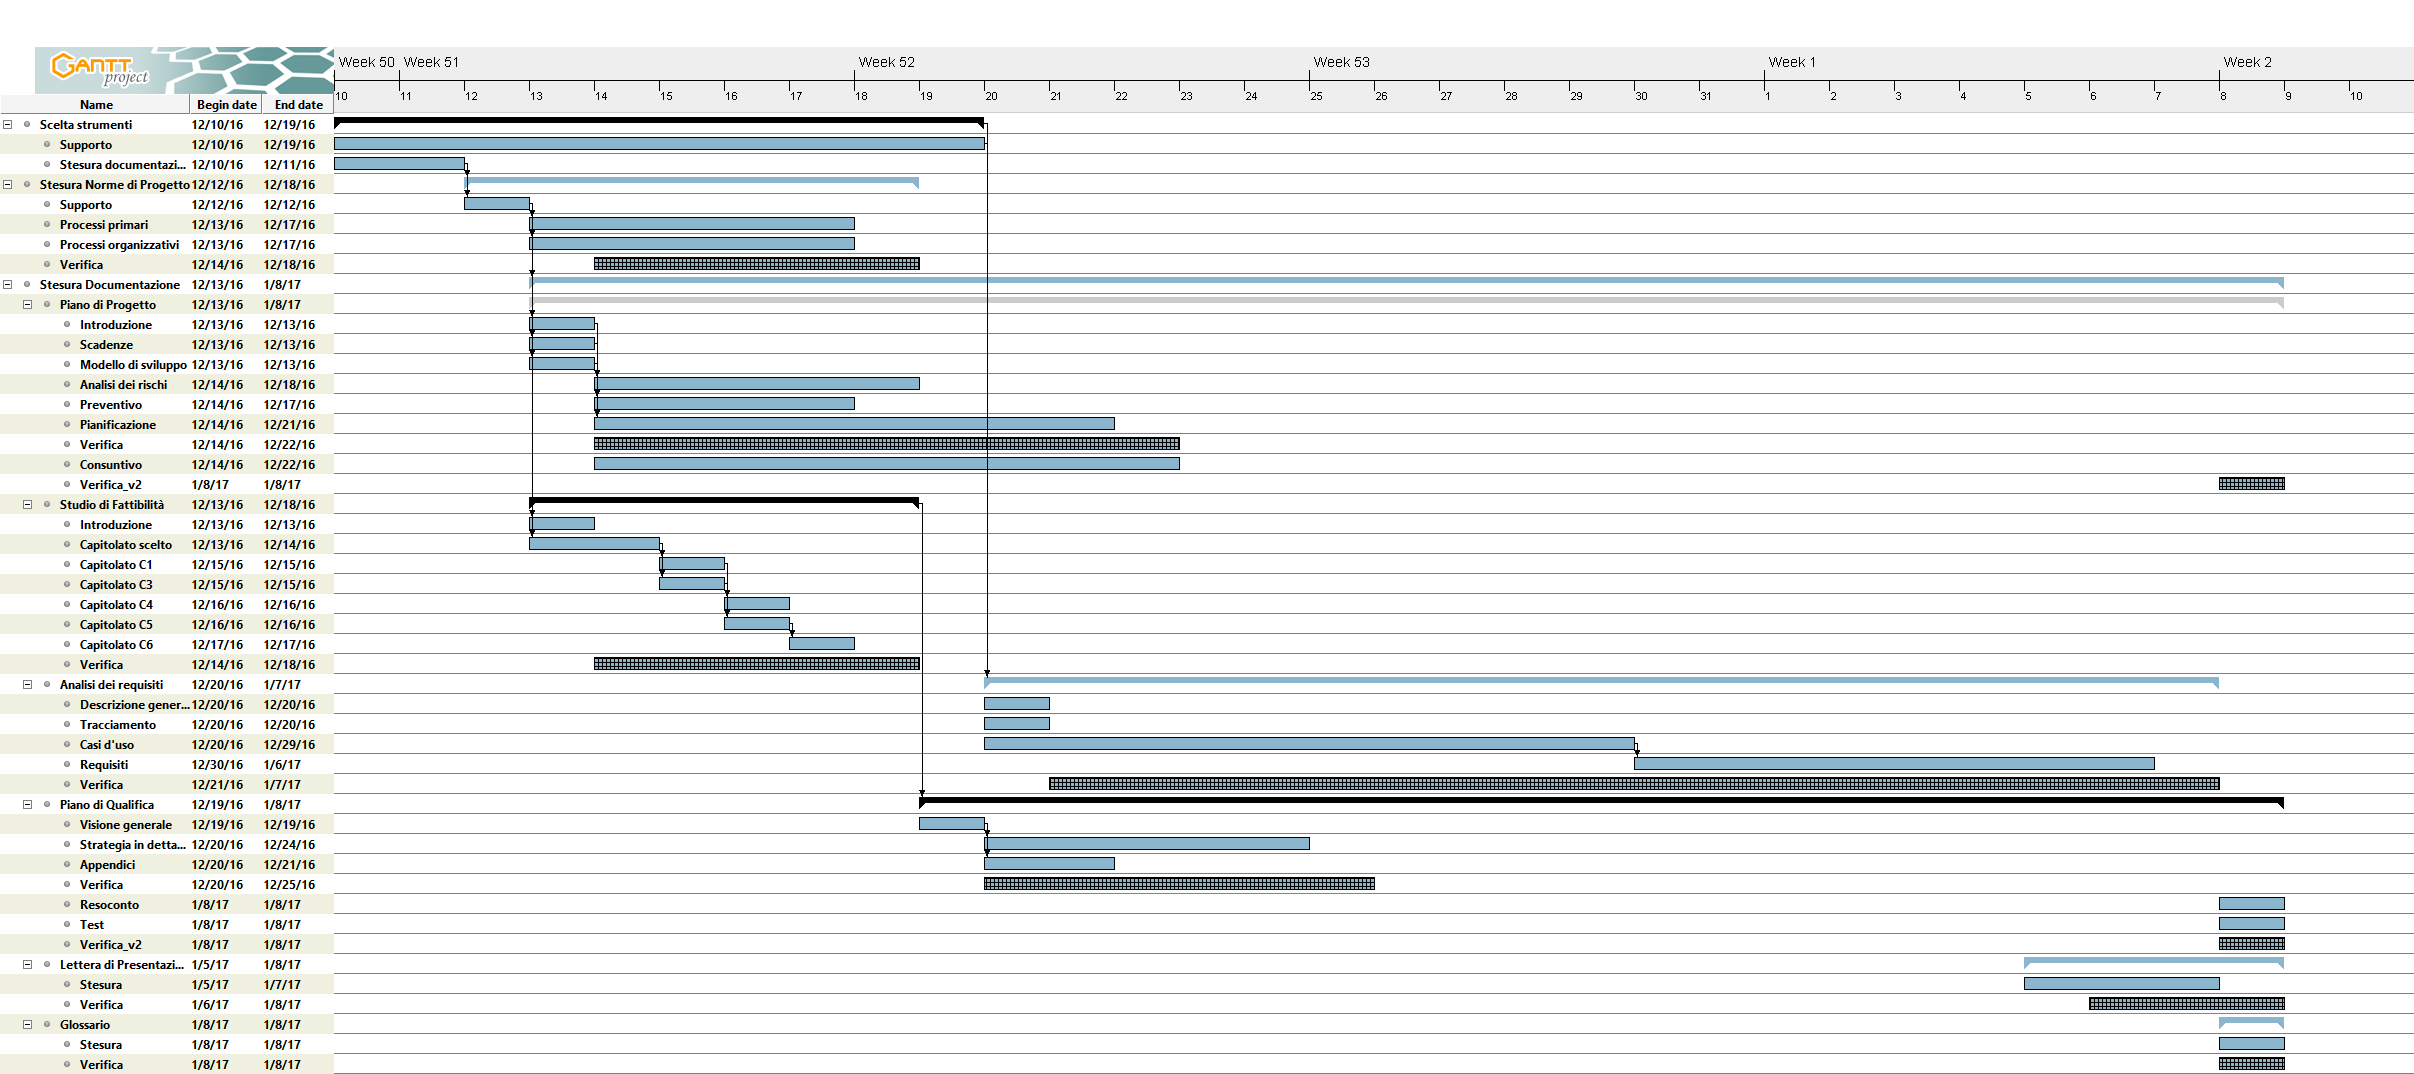 GANTT
project
Week 50 Week 51 Week 52 Week 53 Week 1 Week 2
10 11 12 13 14 15 16 17 18 19 20 21 22 23 24 25 26 27 28 29 30 31 1 2 3 4 5 6 7 8 9 10
Name Begin date End date
Scelta strumenti 12/10/16 12/19/16
Supporto 12/10/16 12/19/16
Stesura documentazi... 12/10/16 12/11/16
Stesura Norme di Progetto 12/12/16 12/18/16
Supporto 12/12/16 12/12/16
Processi primari 12/13/16 12/17/16
Processi organizzativi 12/13/16 12/17/16
Verifica 12/14/16 12/18/16
Stesura Documentazione 12/13/16 1/8/17
Piano di Progetto 12/13/16 1/8/17
Introduzione 12/13/16 12/13/16
Scadenze 12/13/16 12/13/16
Modello di sviluppo 12/13/16 12/13/16
Analisi dei rischi 12/14/16 12/18/16
Preventivo 12/14/16 12/17/16
Pianificazione 12/14/16 12/21/16
Verifica 12/14/16 12/22/16
Consuntivo 12/14/16 12/22/16
Verifica_v2 1/8/17 1/8/17
Studio di Fattibilità 12/13/16 12/18/16
Introduzione 12/13/16 12/13/16
Capitolato scelto 12/13/16 12/14/16
Capitolato C1 12/15/16 12/15/16
Capitolato C3 12/15/16 12/15/16
Capitolato C4 12/16/16 12/16/16
Capitolato C5 12/16/16 12/16/16
Capitolato C6 12/17/16 12/17/16
Verifica 12/14/16 12/18/16
Analisi dei requisiti 12/20/16 1/7/17
Descrizione gener... 12/20/16 12/20/16
Tracciamento 12/20/16 12/20/16
Casi d'uso 12/20/16 12/29/16
Requisiti 12/30/16 1/6/17
Verifica 12/21/16 1/7/17
Piano di Qualifica 12/19/16 1/8/17
Visione generale 12/19/16 12/19/16
Strategia in detta... 12/20/16 12/24/16
Appendici 12/20/16 12/21/16
Verifica 12/20/16 12/25/16
Resoconto 1/8/17 1/8/17
Test 1/8/17 1/8/17
Verifica_v2 1/8/17 1/8/17
Lettera di Presentazi... 1/5/17 1/8/17
Stesura 1/5/17 1/7/17
Verifica 1/6/17 1/8/17
Glossario 1/8/17 1/8/17
Stesura 1/8/17 1/8/17
Verifica 1/8/17 1/8/17